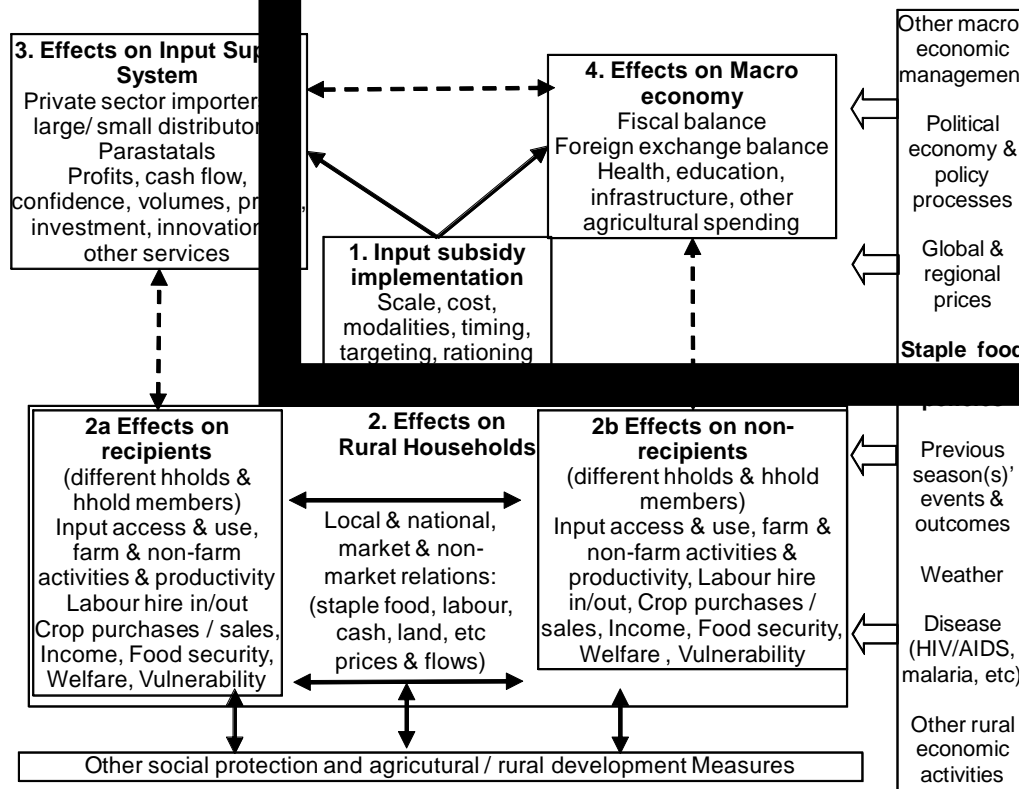 3. Effects on Input
System
Private sector
large/ small
Parastatals
Profits, cash flow,
confidence, volumes,
investment,
other services
4. Effects on Macro
economy
Fiscal balance
Foreign exchange balance
Health, education,
infrastructure, other
agricultural spending
1. Input subsidy
implementation
Scale, cost,
modalities, timing,
targeting, rationing
2. Effects on
Rural Households
2a Effects on
recipients
(different hholds &
hhold members)
Input access & use,
farm & non-farm
activities & productivity
Labour hire in/out
Crop purchases / sales,
Income, Food security,
Welfare, Vulnerability
Local & national,
market & non-
market relations:
(staple food, labour,
cash, land, etc
prices & flows)
2b Effects on non-
recipients
(different hholds & hhold
members)
Input access & use, farm &
non-farm activities &
productivity, Labour hire
in/out, Crop purchases /
sales, Income, Food security,
Welfare , Vulnerability
Other social protection and agricutural / rural development Measures
Other macro
economic
management
Political
economy &
policy
processes
Global &
regional
prices
Staple food
Previous
season(s)'
events &
outcomes
Weather
Disease
(HIV/AIDS,
malaria, etc)
Other rural
economic
activities